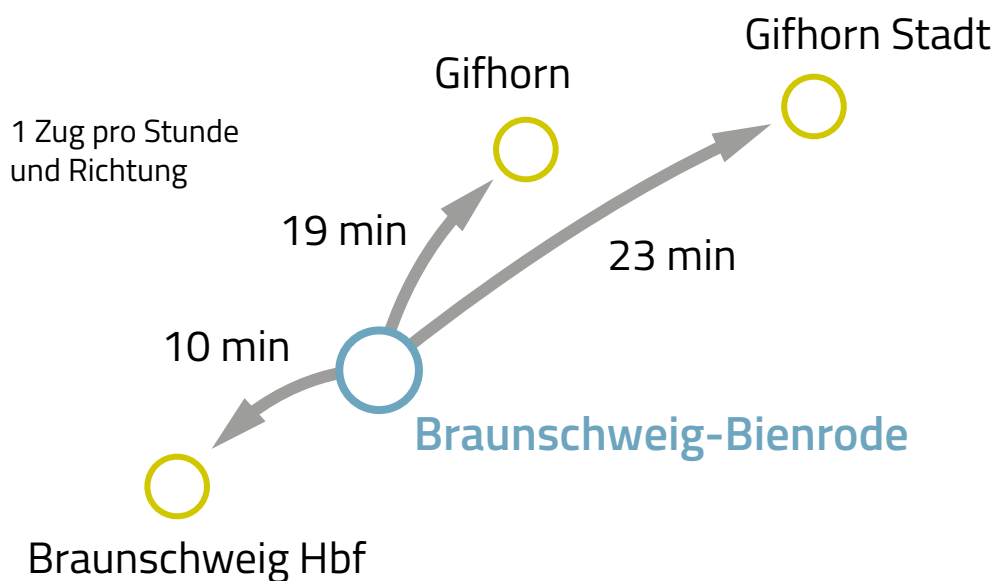 Gifhorn Stadt
Gifhorn
1 Zug pro Stunde
und Richtung
19 min
23 min
10 min
Braunschweig-Bienrode
Braunschweig Hbf